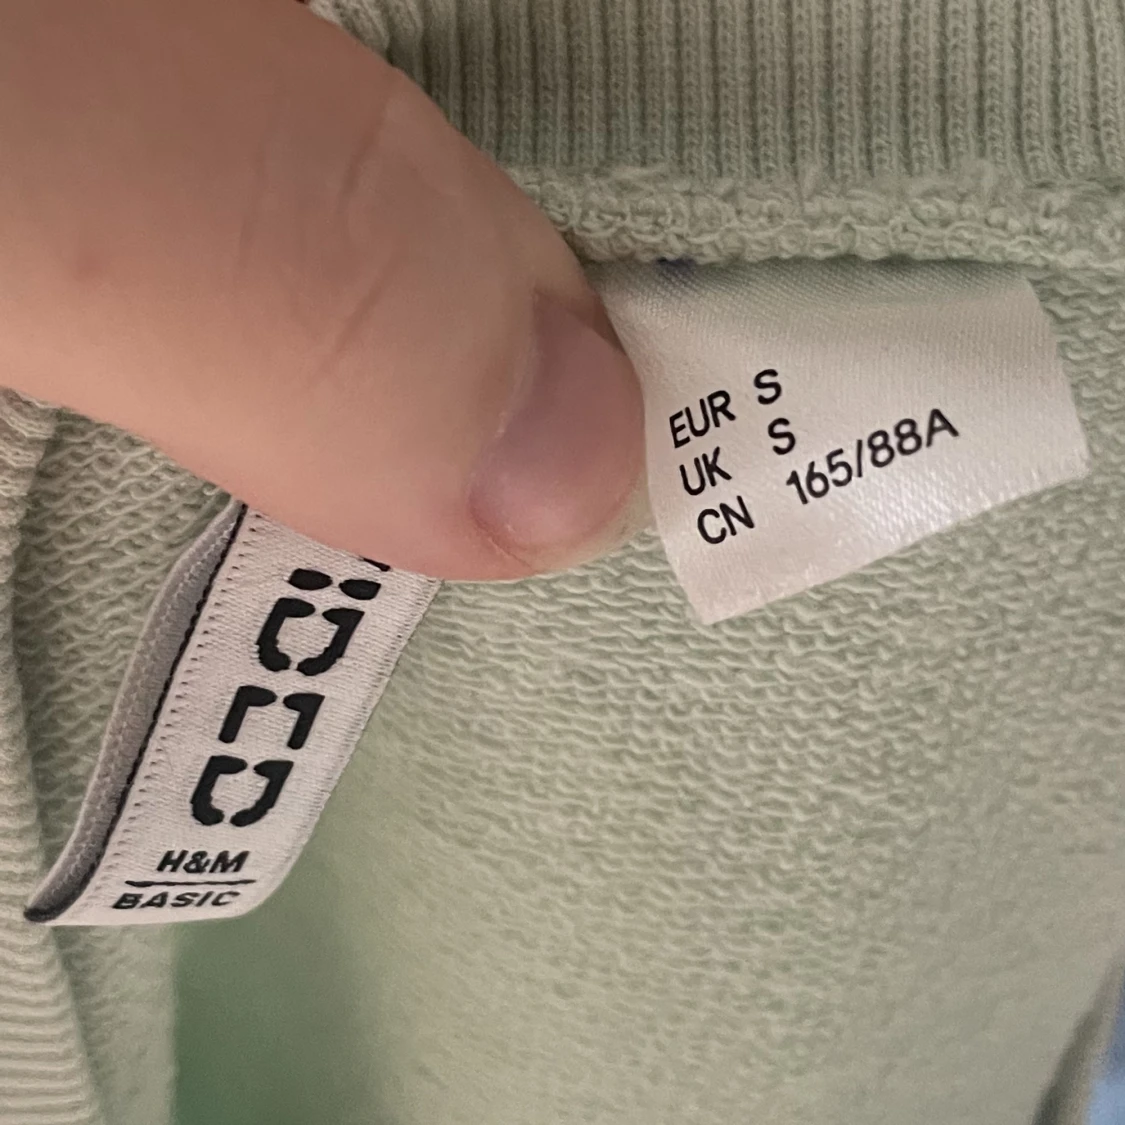 EUR S
UK S
CN 165/88A
H&M
BASIC